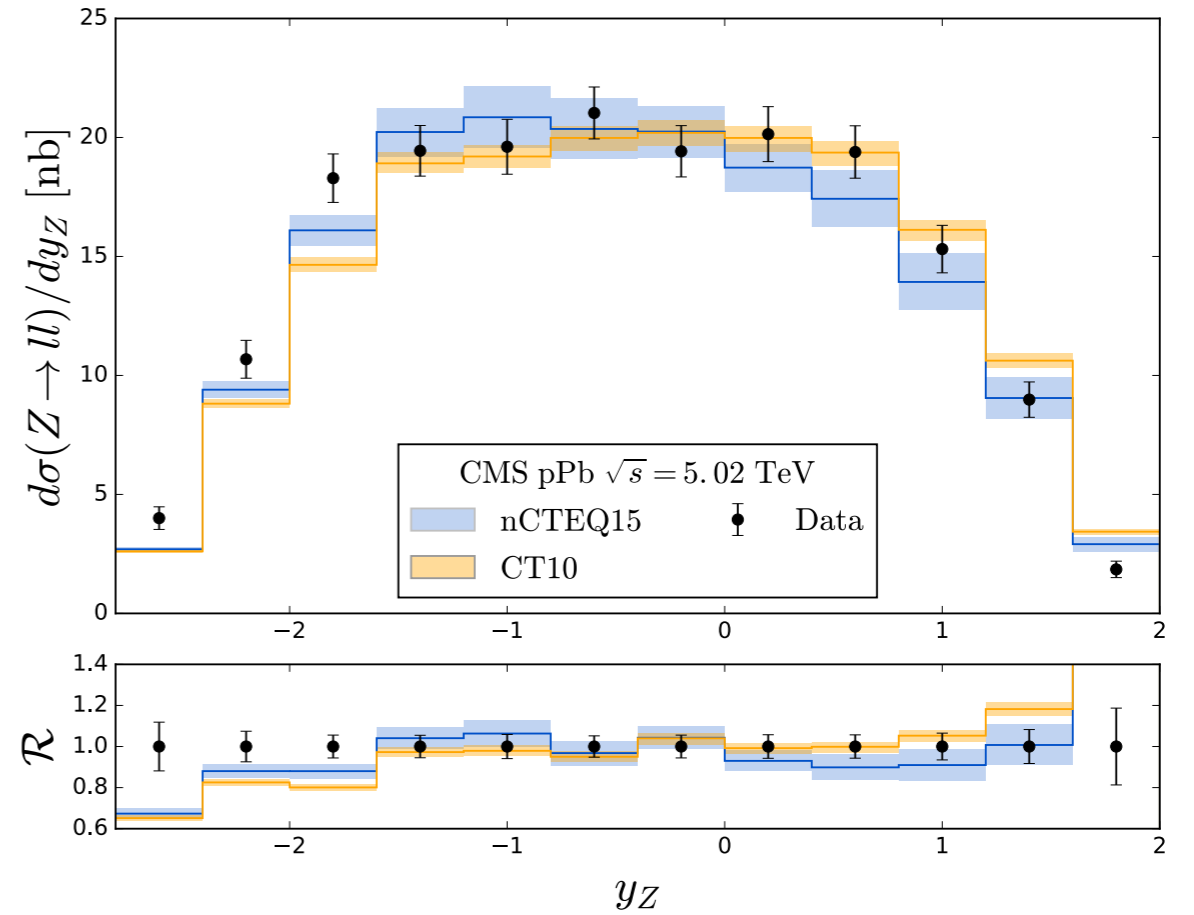 25
20
15
10
5
0
dσ(Z → ll)/dy_Z [nb]
CMS pPb √s = 5.02 TeV
nCTEQ15
Data
CT10
−2 −1 0 1 2
1.4
1.2
1.0
0.8
0.6
R
−2 −1 0 1 2
y_Z